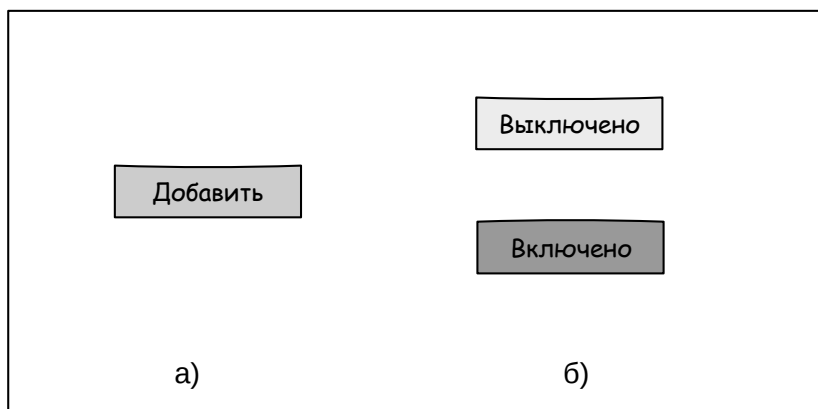 Добавить
Выключено
Включено
а)
б)